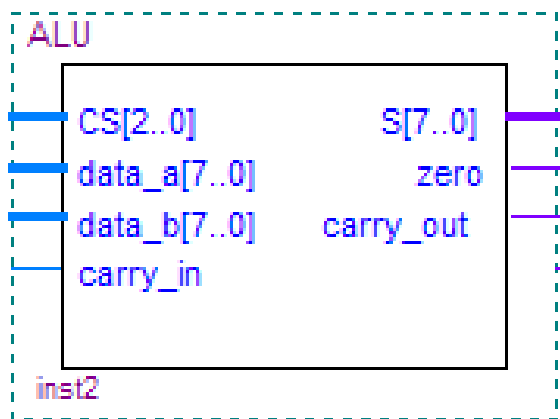 ALU
CS[2..0] S[7..0]
data_a[7..0] zero
data_b[7..0] carry_out
carry_in
inst2